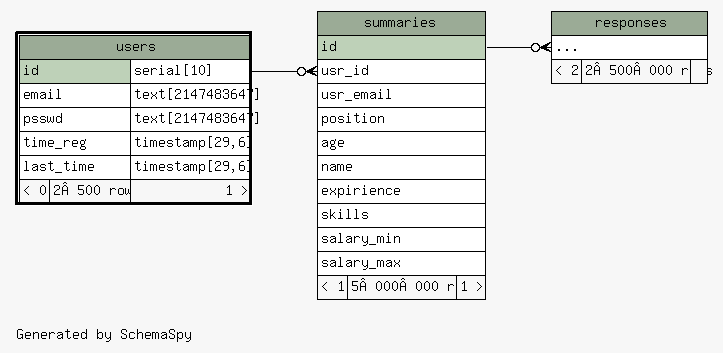 users
id serial[10]
email text[2147483647]
psswd text[2147483647]
time_reg timestamp[29,6]
last_time timestamp[29,6]
< 0 2Â 500 row 1 >
summaries
id
usr_id
usr_email
position
age
name
expirience
skills
salary_min
salary_max
< 1 5Â 000Â 000 r 1 >
responses
...
< 2 2Â 500Â 000 r s
Generated by SchemaSpy